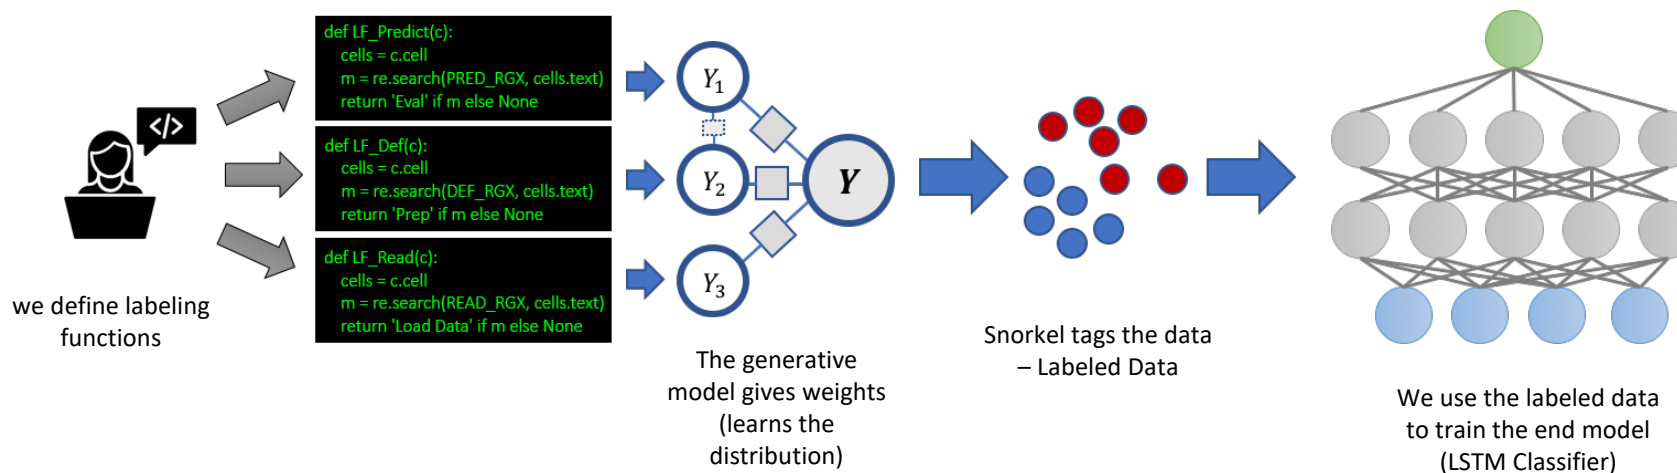 </>
we define labeling
functions
def LF_Predict(c):
cells = c.cell
m = re.search(PRED_RGX, cells.text)
return 'Eval' if m else None
def LF_Def(c):
cells = c.cell
m = re.search(DEF_RGX, cells.text)
return 'Prep' if m else None
def LF_Read(c):
cells = c.cell
m = re.search(READ_RGX, cells.text)
return 'Load Data' if m else None
Y1
Y2
Y3
Y
The generative
model gives weights
(learns the
distribution)
Snorkel tags the data
– Labeled Data
We use the labeled data
to train the end model
(LSTM Classifier)